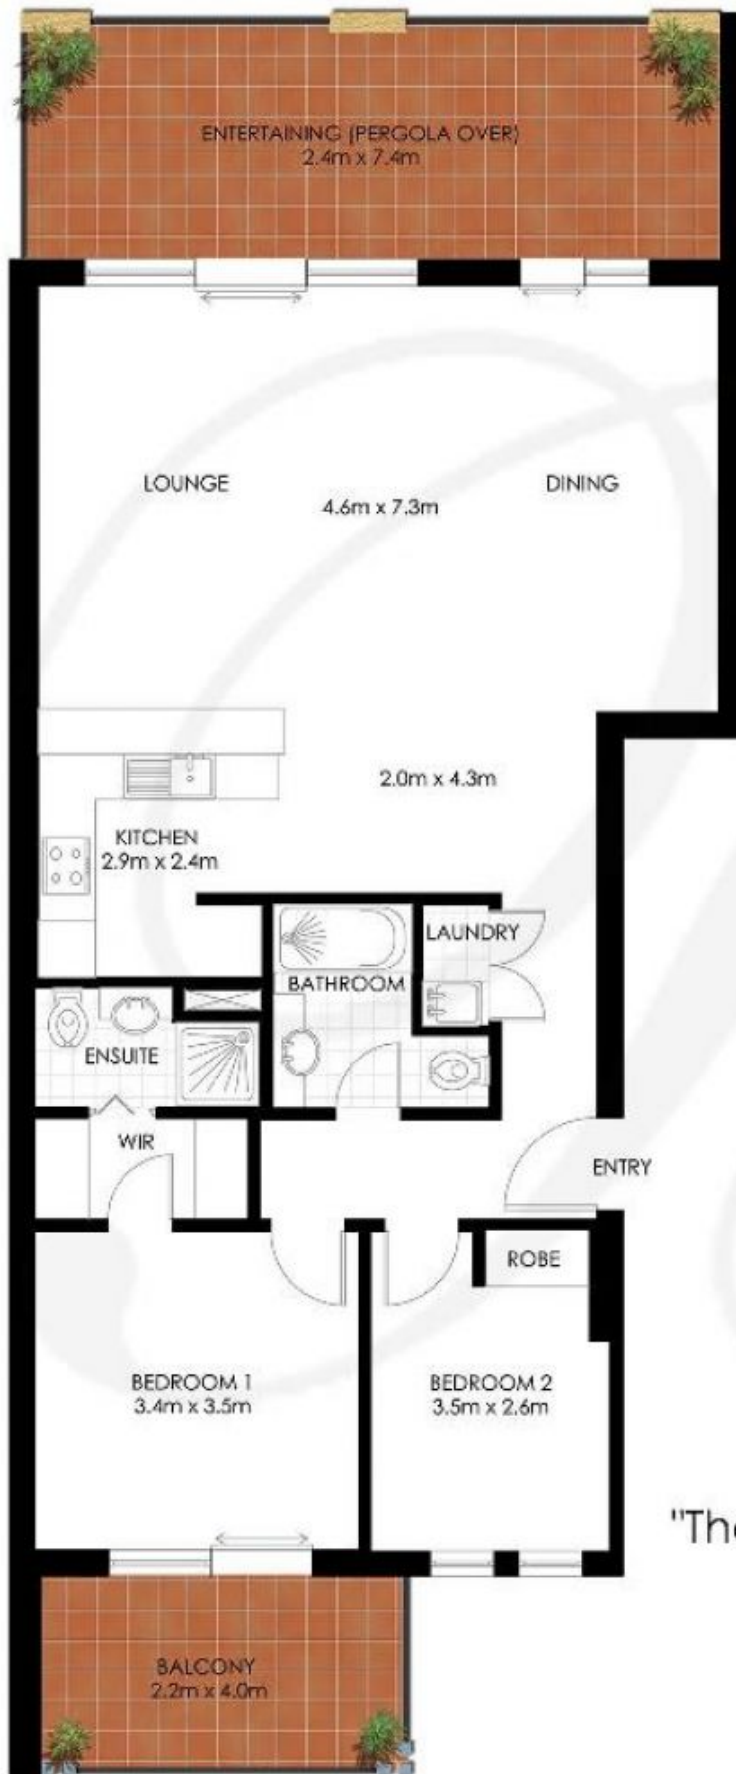 ENTERTAINING (PERGOLA OVER)
2.4m x 7.4m
LOUNGE
DINING
4.6m x 7.3m
2.0m x 4.3m
KITCHEN
2.9m x 2.4m
LAUNDRY
BATHROOM
ENSUITE
WIR
ENTRY
ROBE
BEDROOM 1
3.4m x 3.5m
BEDROOM 2
3.5m x 2.6m
"The
BALCONY
2.2m x 4.0m